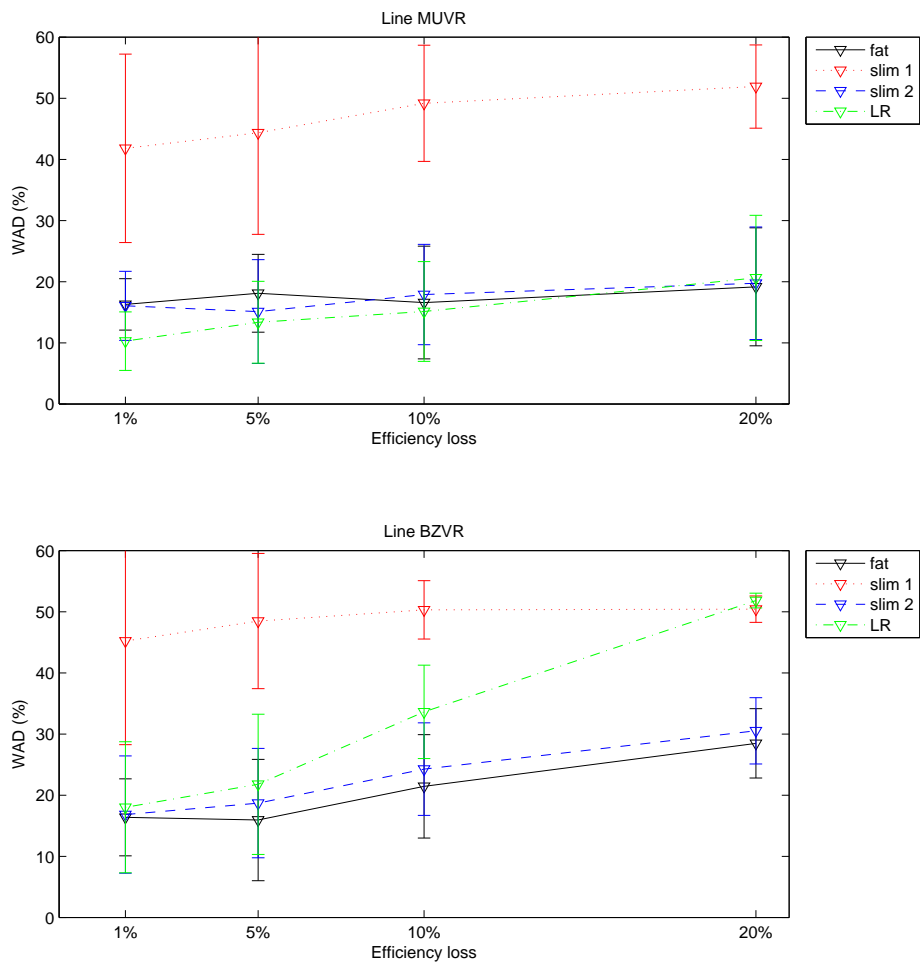 Line MUVR
60
50
40
30
20
10
0
WAD (%)
1% 5% 10% 20%
Efficiency loss
fat
slim 1
slim 2
LR
Line BZVR
60
50
40
30
20
10
0
WAD (%)
1% 5% 10% 20%
Efficiency loss
fat
slim 1
slim 2
LR